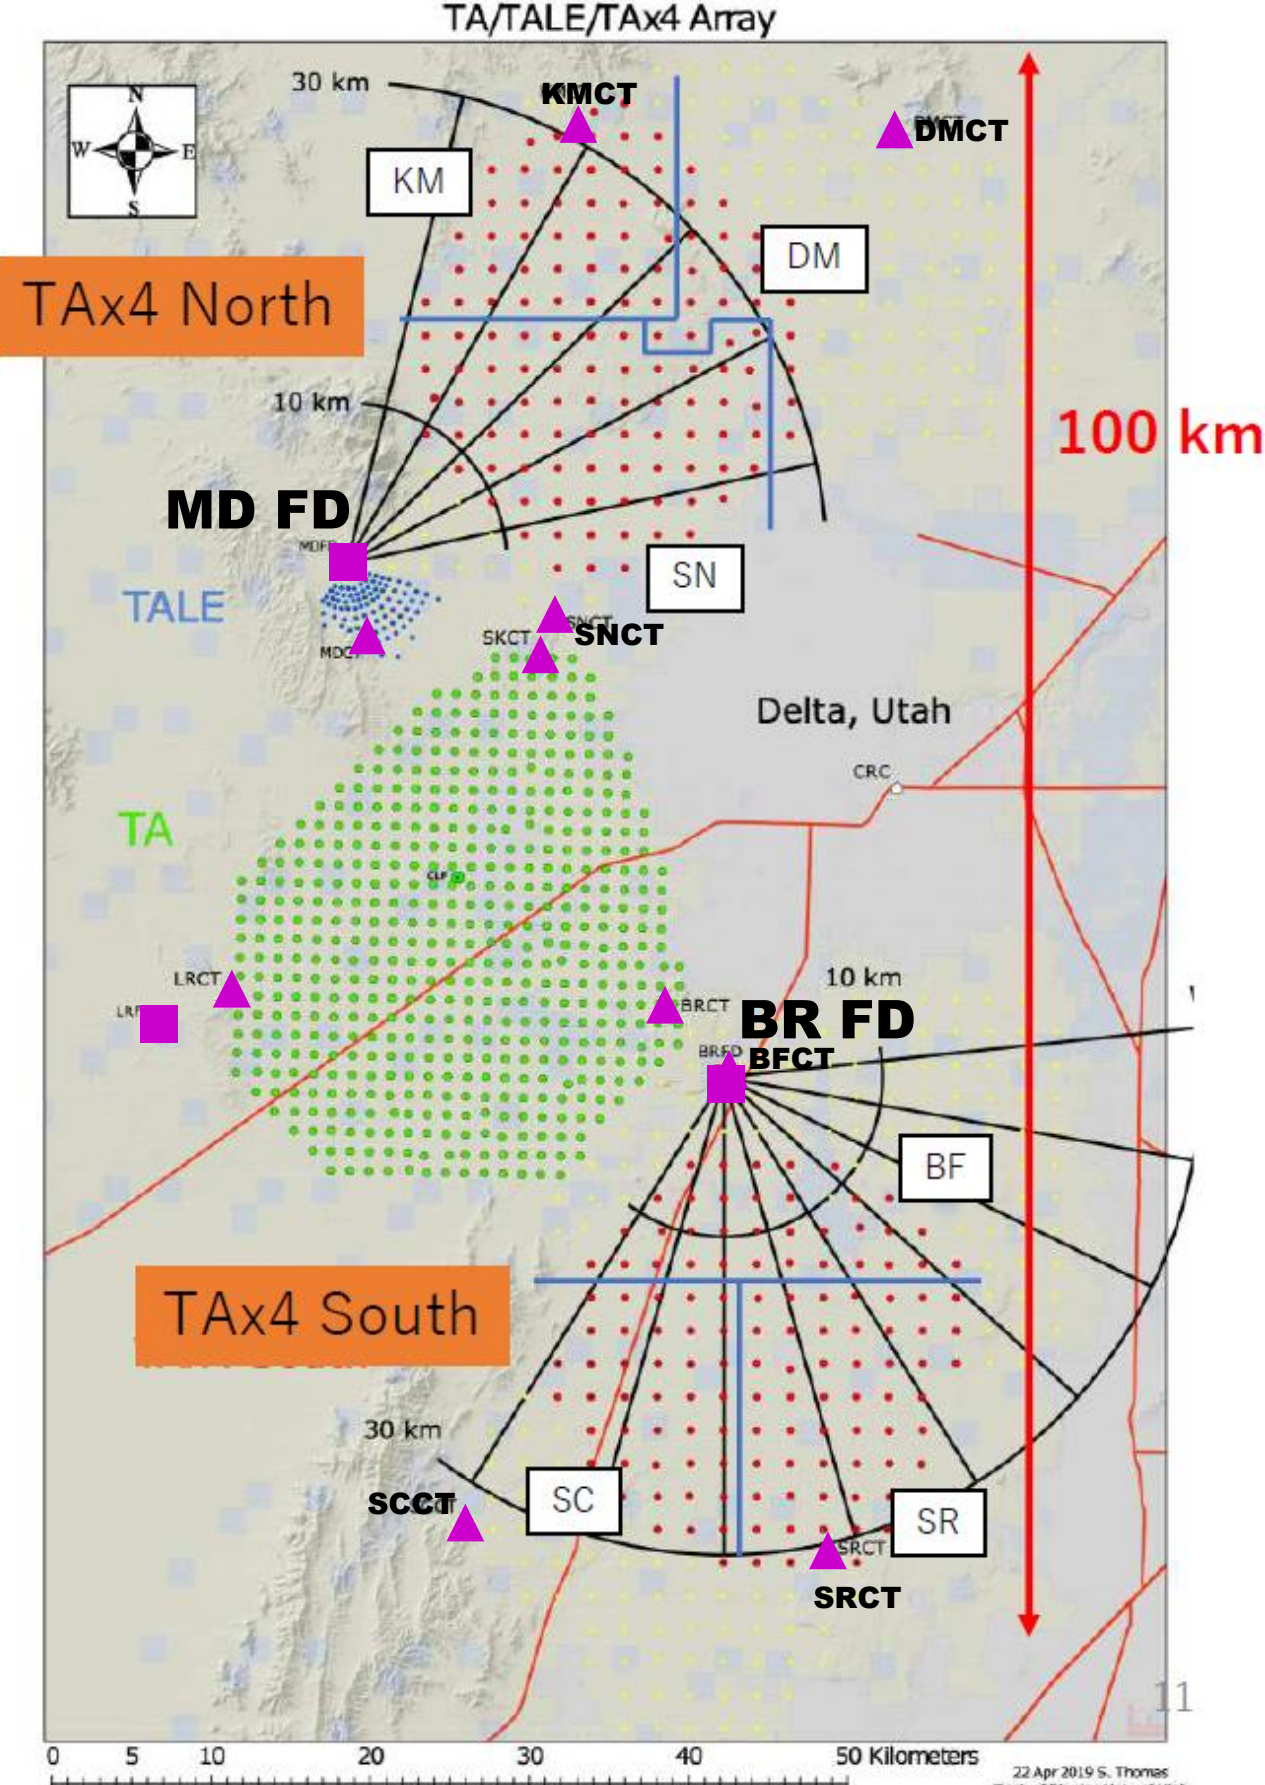 TA/TALE/TAx4 Array
30 km
KMCT
DMCT
N
W E
S
KM
DM
TAx4 North
10 km
100 km
MD FD
SN
TALE
SKCT
SNCT
Delta, Utah
CRC
TA
CLF
LRCT
10 km
BRCT
BR FD
BRFD
BFCT
BF
TAx4 South
30 km
SCCT
SC
SR
SRCT
SRCT
11
0 5 10 20 30 40 50 Kilometers
22 Apr 2019 S. Thomas